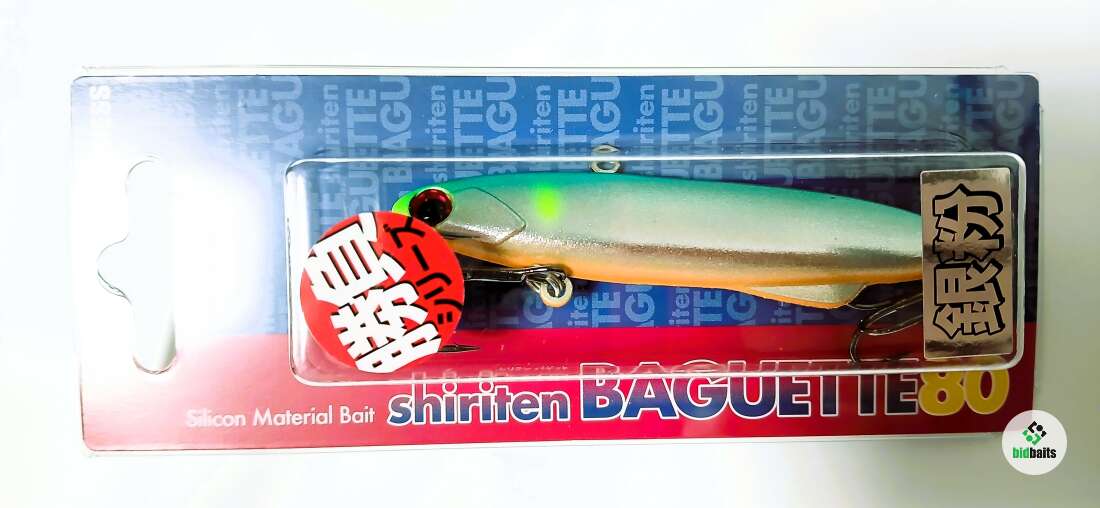 勝負
シリーズ
銀粉
Silicon Material Bait
shiriten BAGUETTE80
bidbaits